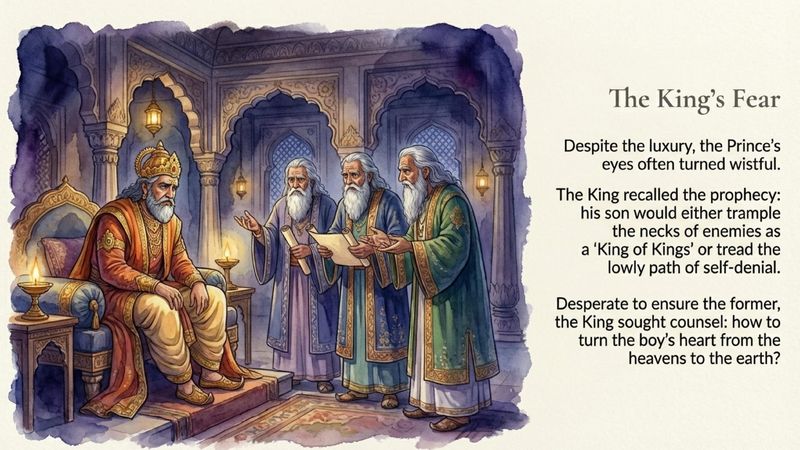 The King’s Fear
Despite the luxury, the Prince’s
eyes often turned wistful.
The King recalled the prophecy:
his son would either trample
the necks of enemies as
a ‘King of Kings’ or tread the
lowly path of self-denial.
Desperate to ensure the former,
the King sought counsel: how to
turn the boy’s heart from the
heavens to the earth?